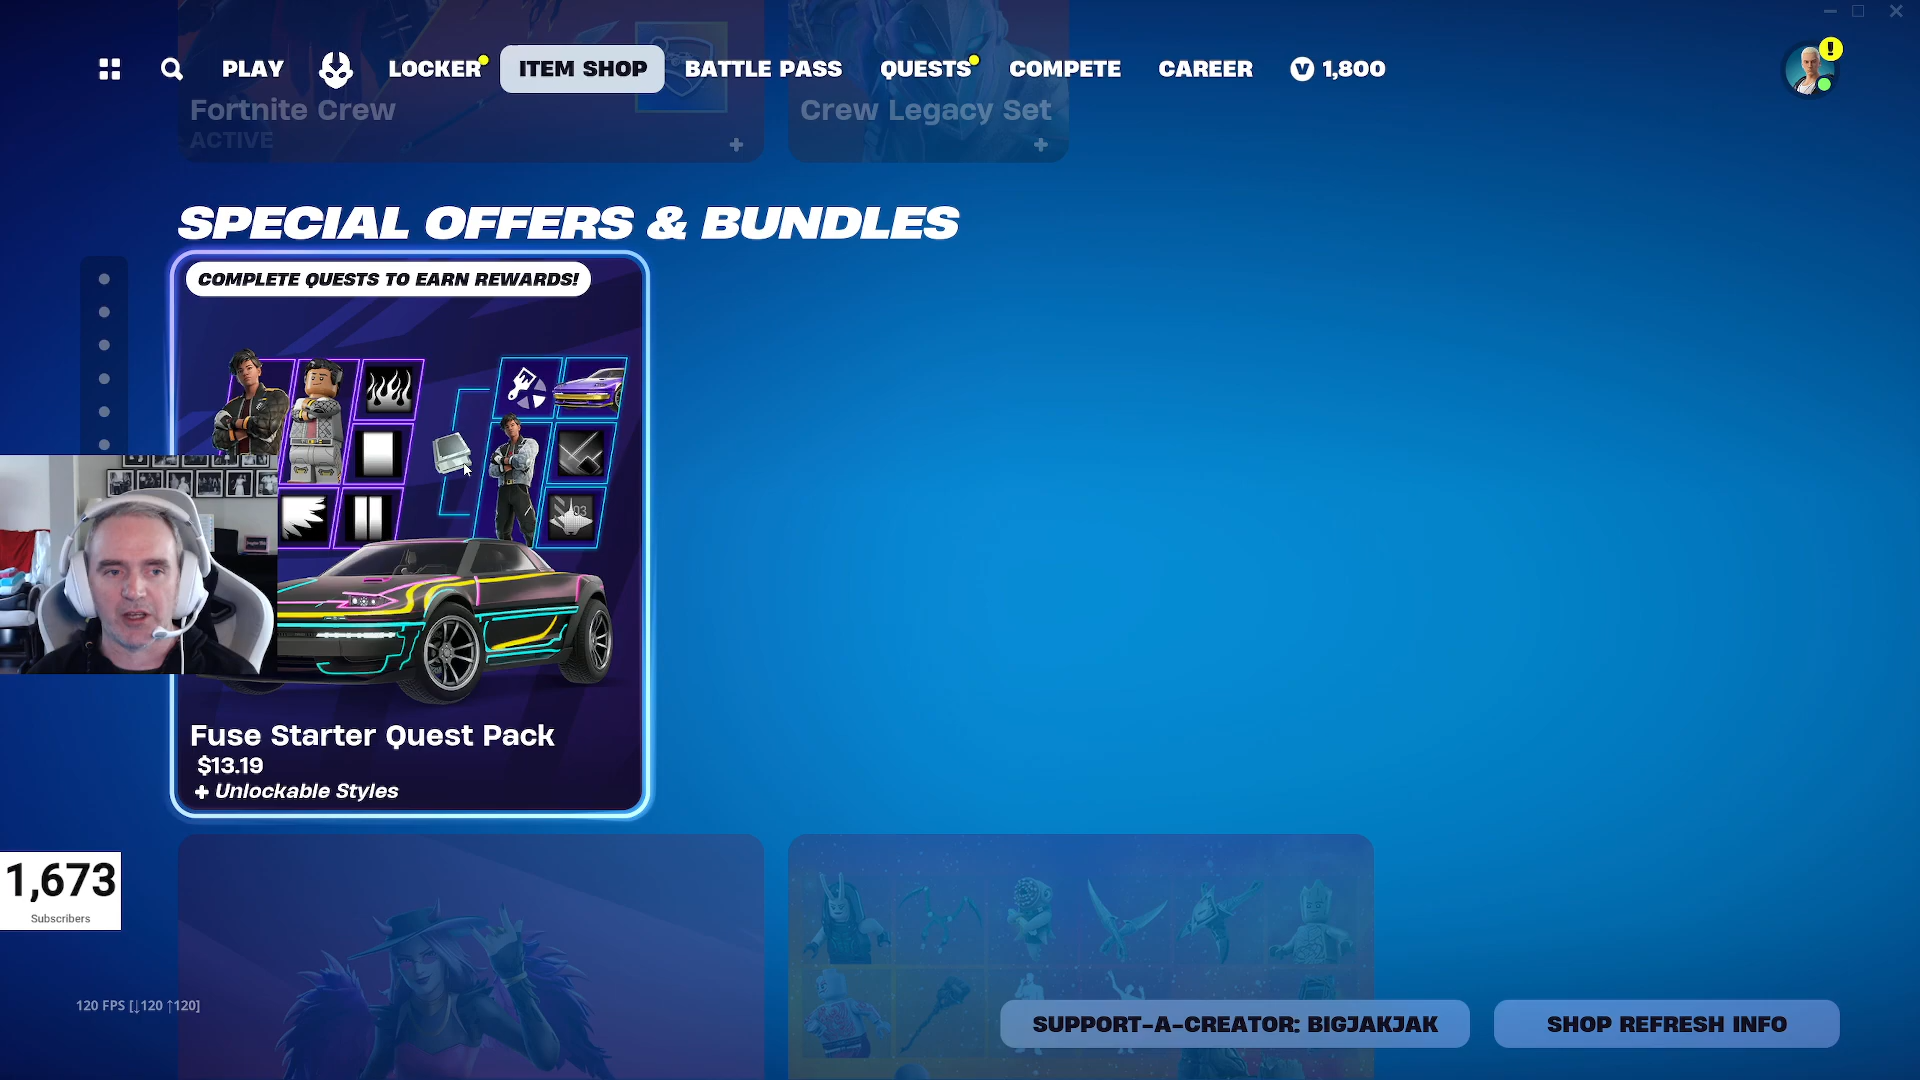 PLAY
LOCKER
ITEM SHOP
BATTLE PASS
QUESTS
COMPETE
CAREER
V 1,800
!
Fortnite Crew
ACTIVE
+
Crew Legacy Set
+
SPECIAL OFFERS & BUNDLES
COMPLETE QUESTS TO EARN REWARDS!
03
Fuse Starter Quest Pack
$13.19
+ Unlockable Styles
1,673
Subscribers
120 FPS [↓120 ↑120]
SUPPORT-A-CREATOR: BIGJAKJAK
SHOP REFRESH INFO